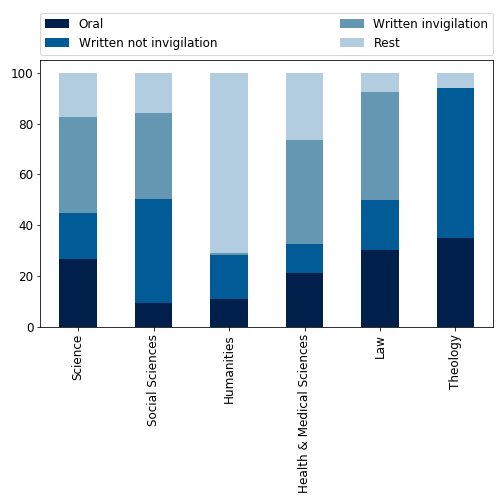 Oral
Written not invigilation
Written invigilation
Rest
100
80
60
40
20
0
Science
Social Sciences
Humanities
Health & Medical Sciences
Law
Theology